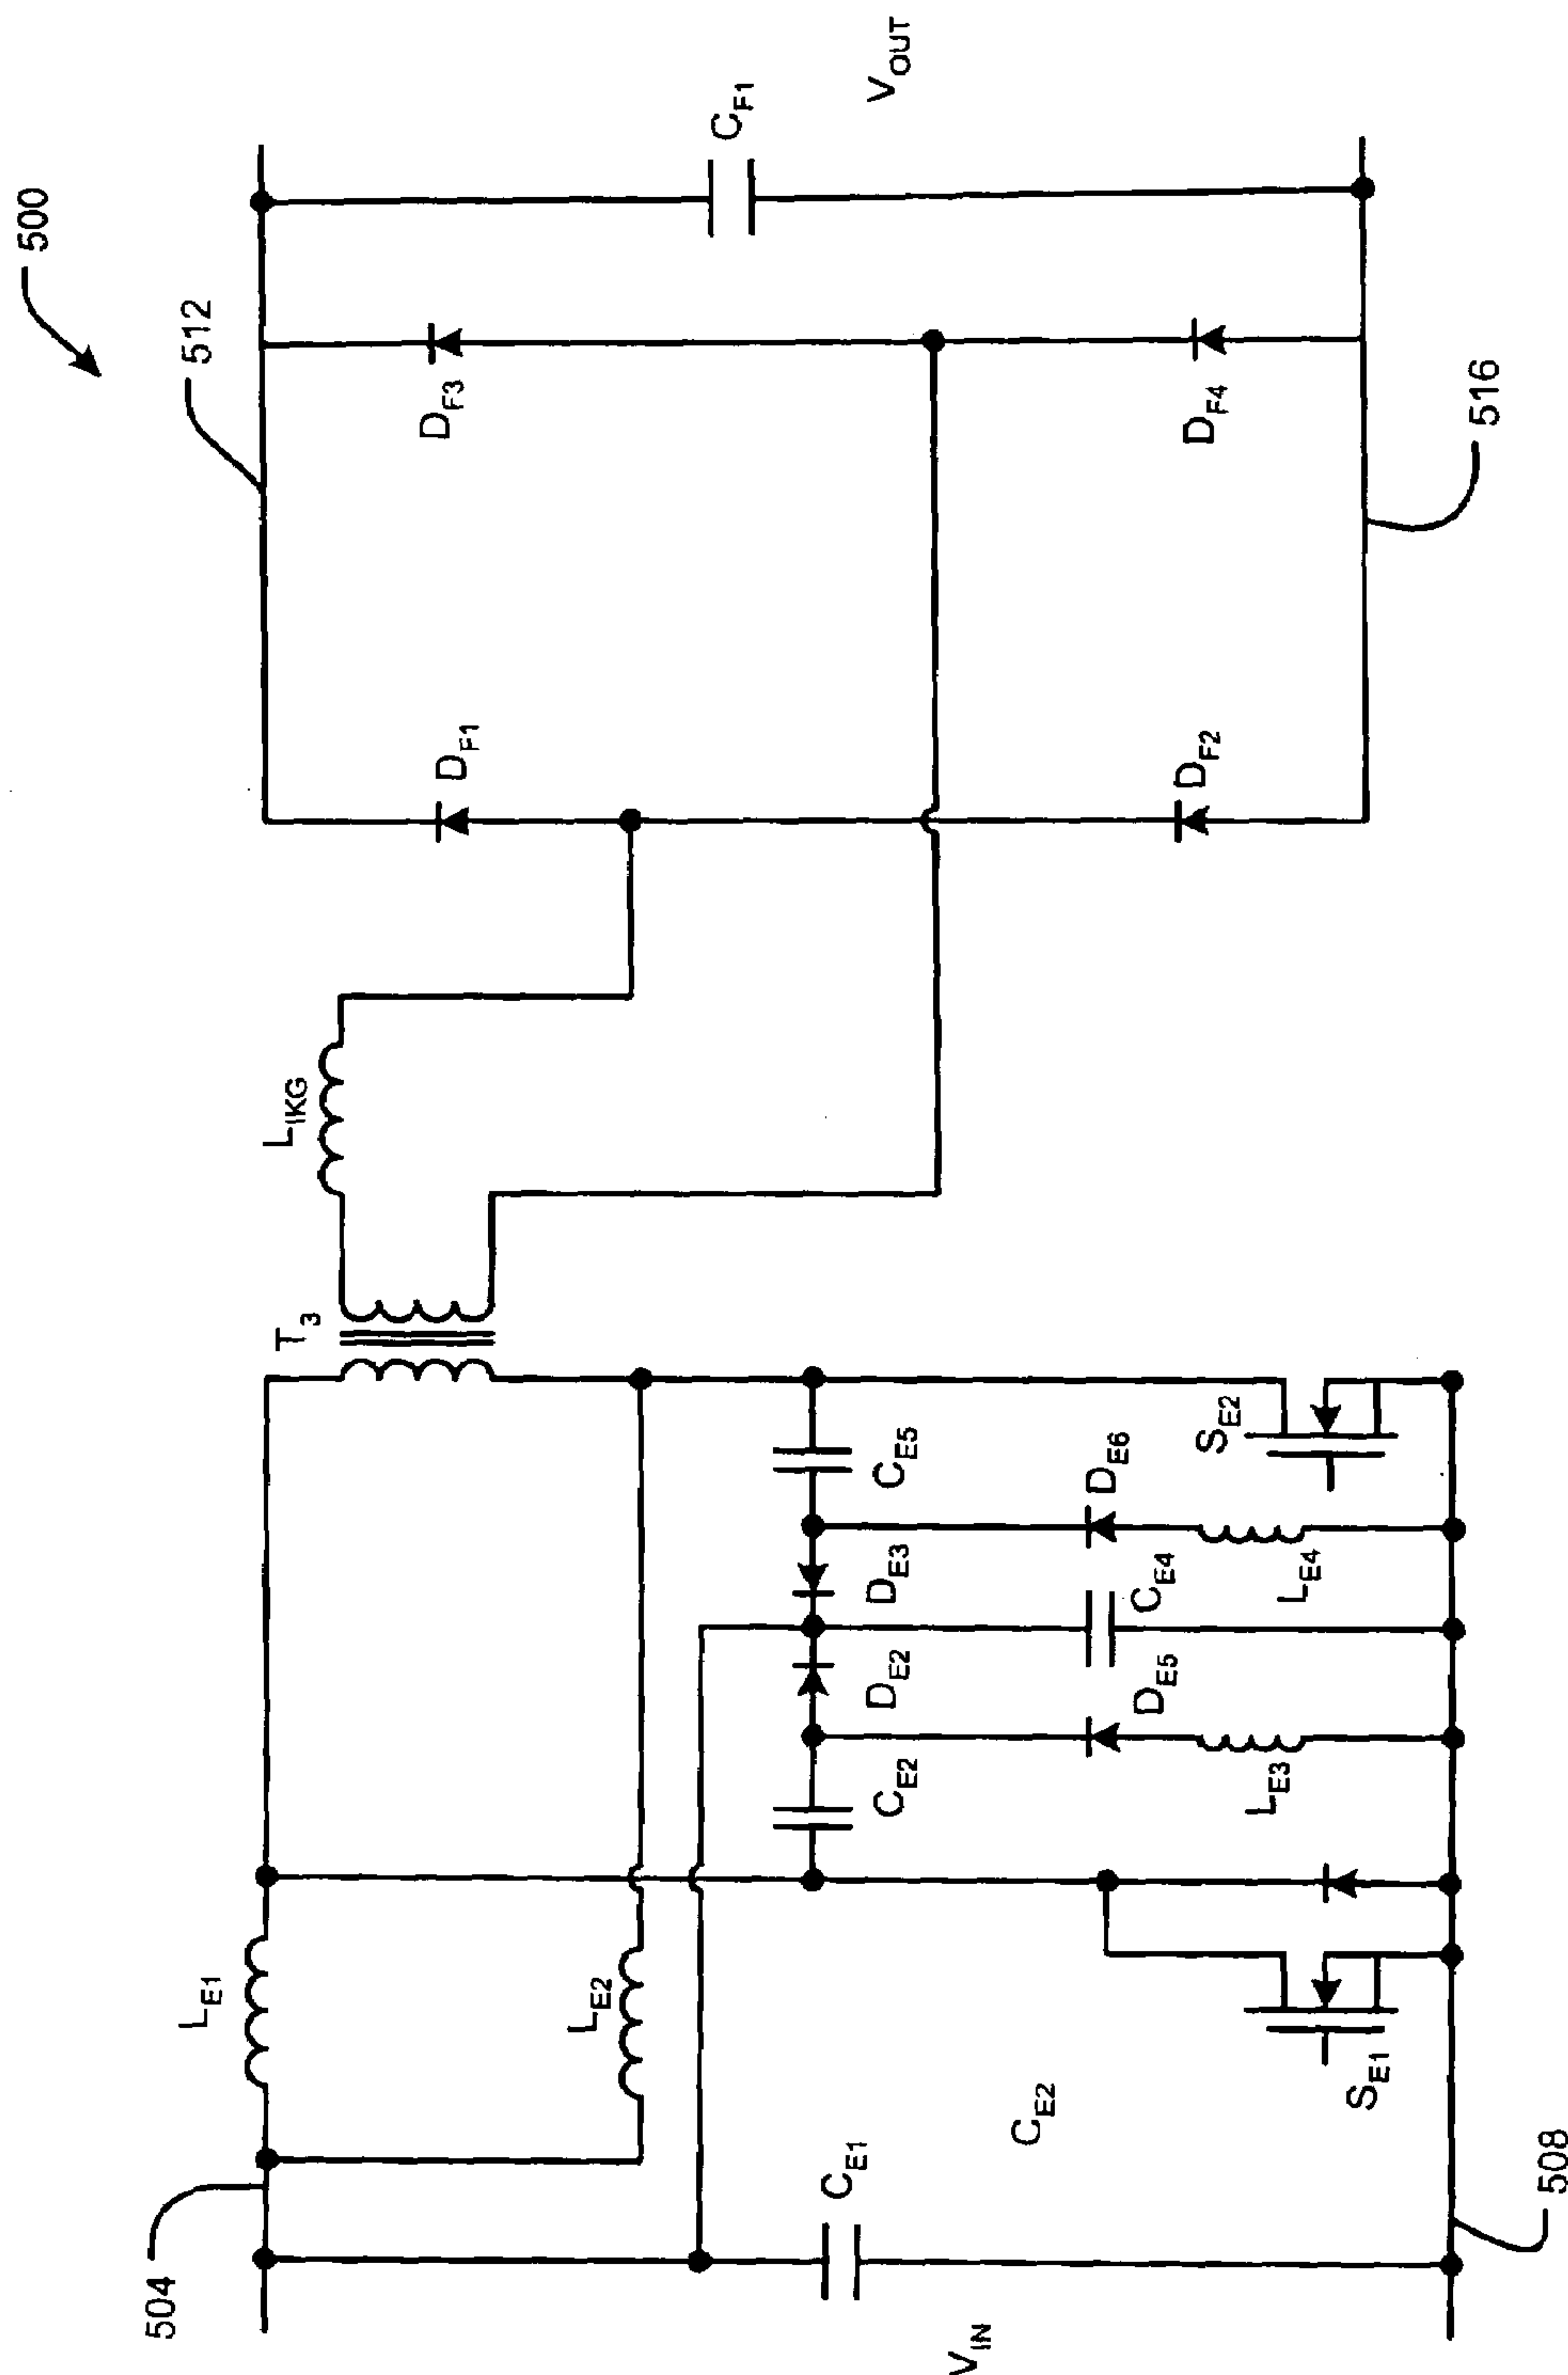 500
504
512
L_E1
T_3
L_IKG
D_F1
D_F3
C_F1
V_OUT
L_E2
C_E2
D_E2
D_E3
C_E5
C_E1
V_IN
C_E2
D_E5
C_E4
D_E6
L_E3
L_E4
S_E1
S_E2
D_F2
D_F4
508
516